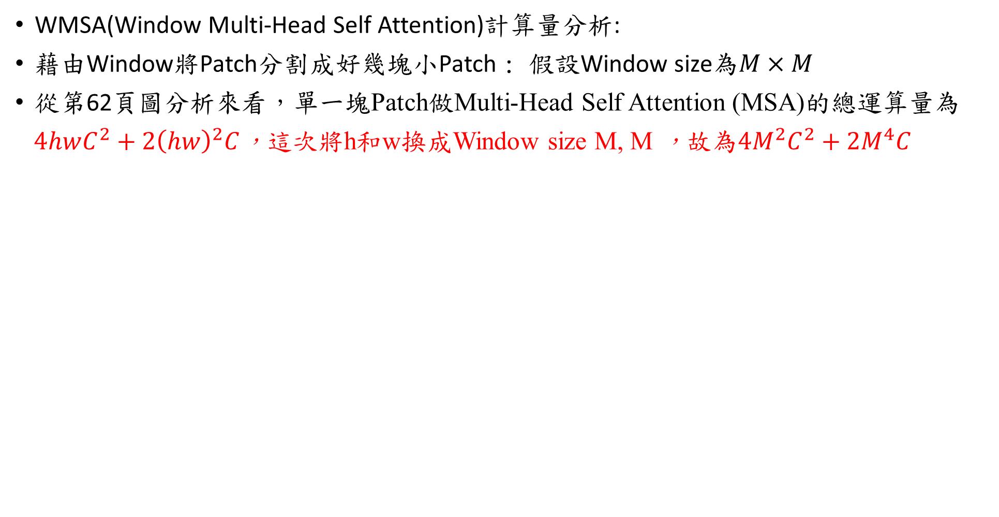 • WMSA(Window Multi-Head Self Attention)計算量分析:
• 藉由Window將Patch分割成好幾塊小Patch： 假設Window size為𝑀 × 𝑀
• 從第62頁圖分析來看，單一塊Patch做Multi-Head Self Attention (MSA)的總運算量為
4ℎ𝑤𝐶² + 2(ℎ𝑤)²𝐶 ，這次將h和w換成Window size M, M ，故為4𝑀²𝐶² + 2𝑀⁴𝐶